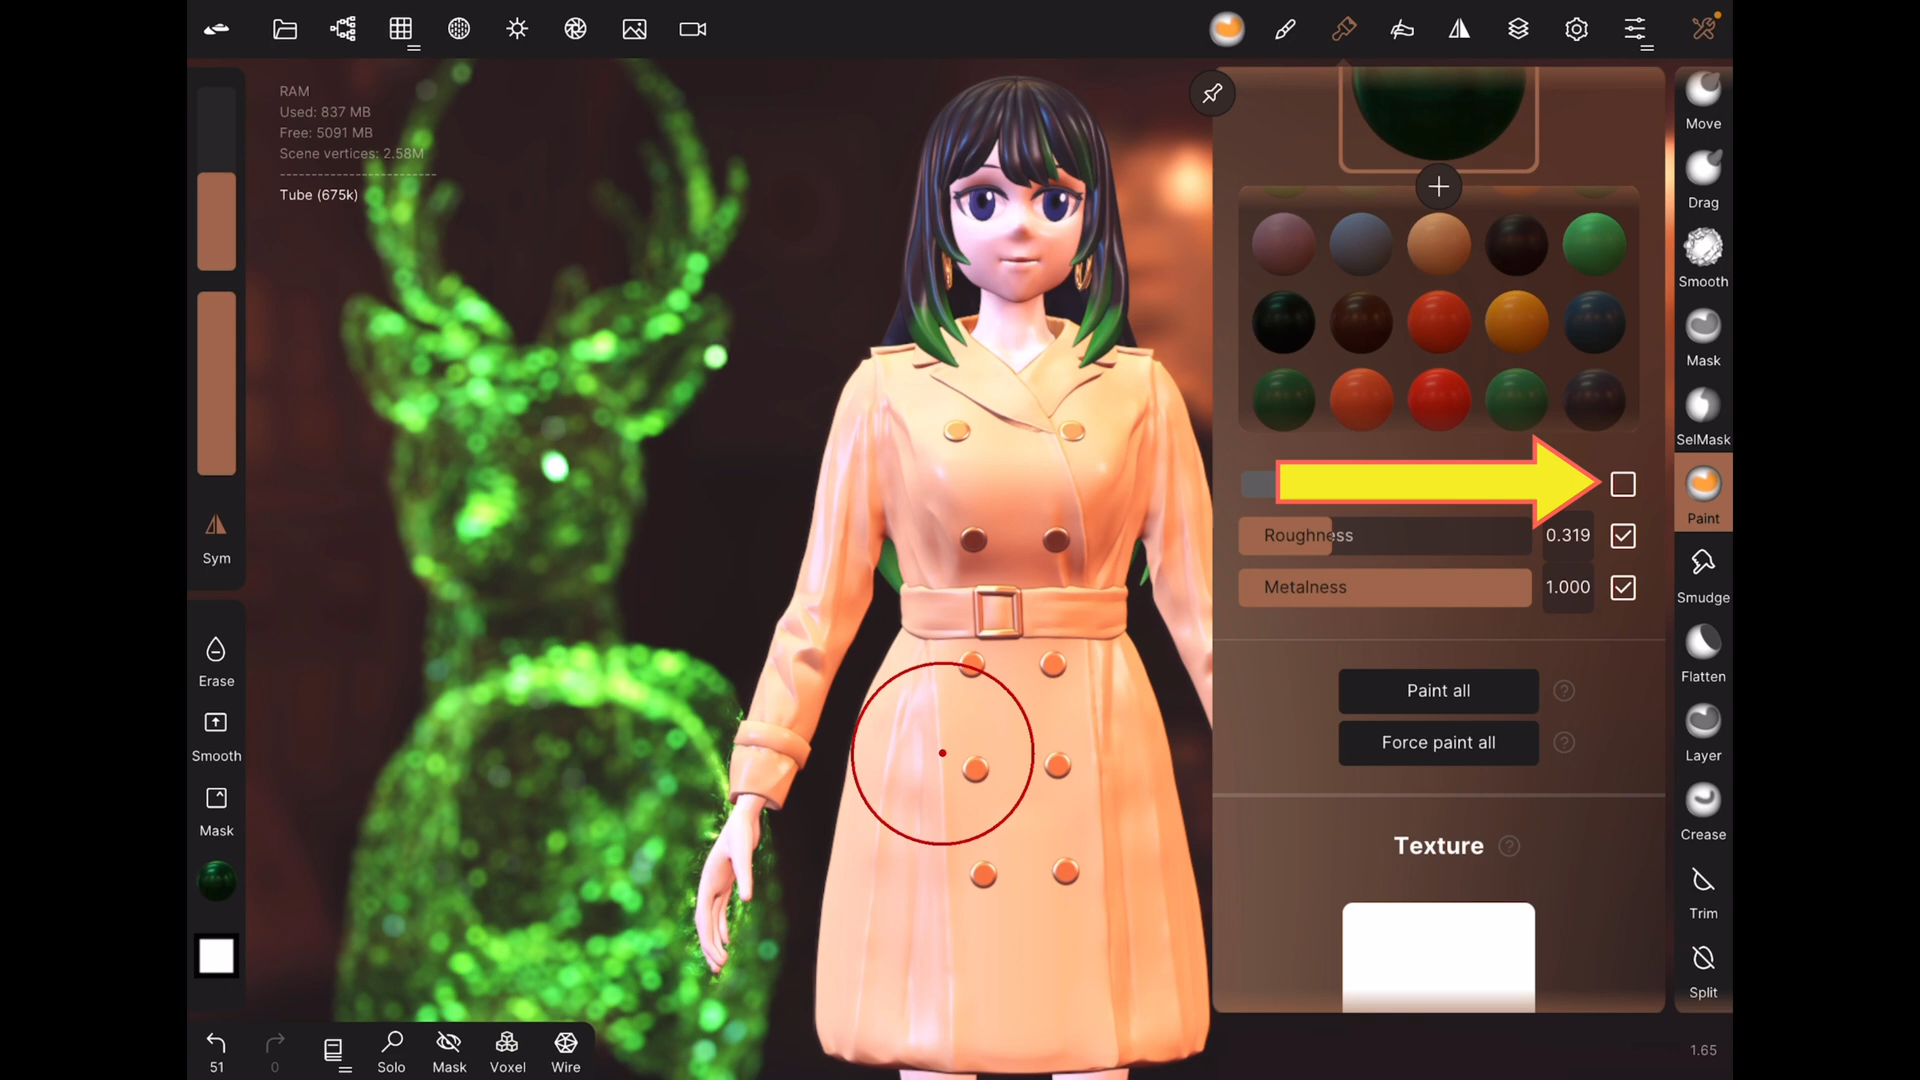 RAM
Used: 837 MB
Free: 5091 MB
Scene vertices: 2.58M
--------------------------
Tube (675k)
Sym
Erase
Smooth
Mask
51
0
Solo
Mask
Voxel
Wire
Roughness 0.319
Metalness 1.000
Paint all ?
Force paint all ?
Texture ?
Move
Drag
Smooth
Mask
SelMask
Paint
Smudge
Flatten
Layer
Crease
Trim
Split
1.65